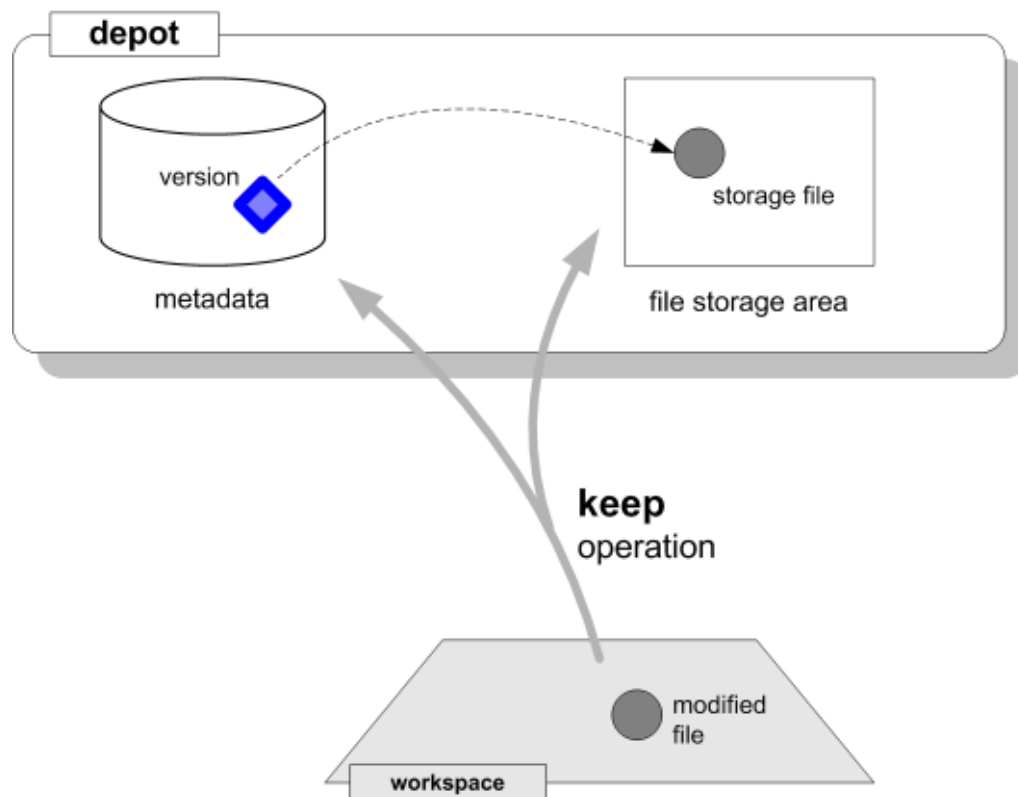 depot
version
storage file
metadata
file storage area
keep
operation
modified
file
workspace